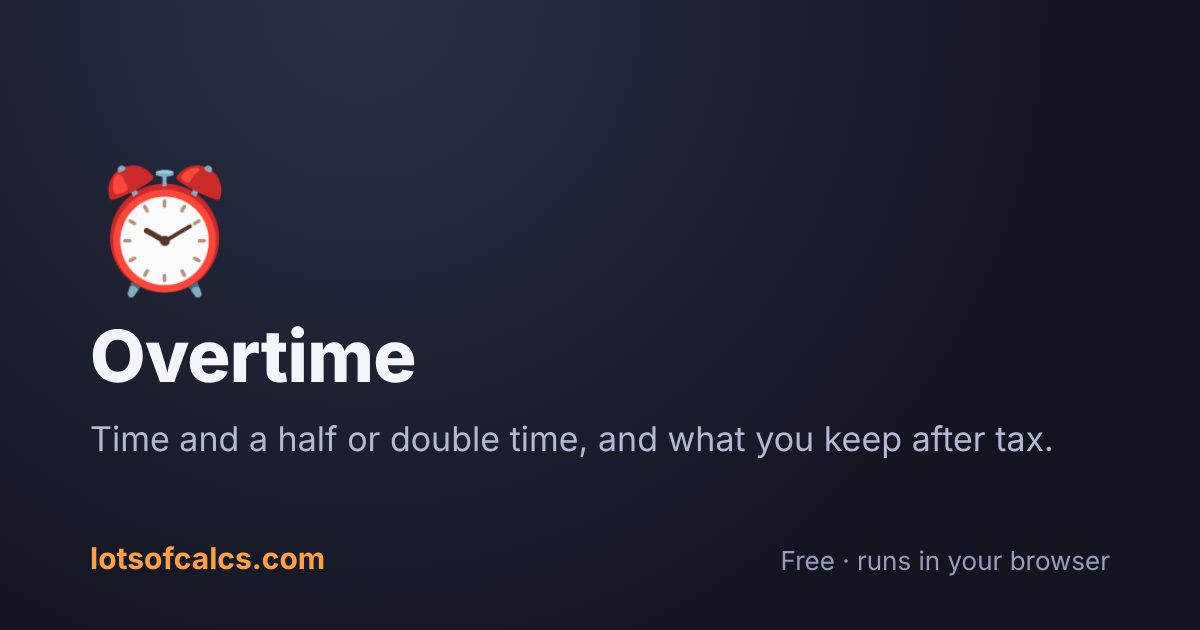 Overtime
Time and a half or double time, and what you keep after tax.
lotsofcalcs.com
Free · runs in your browser